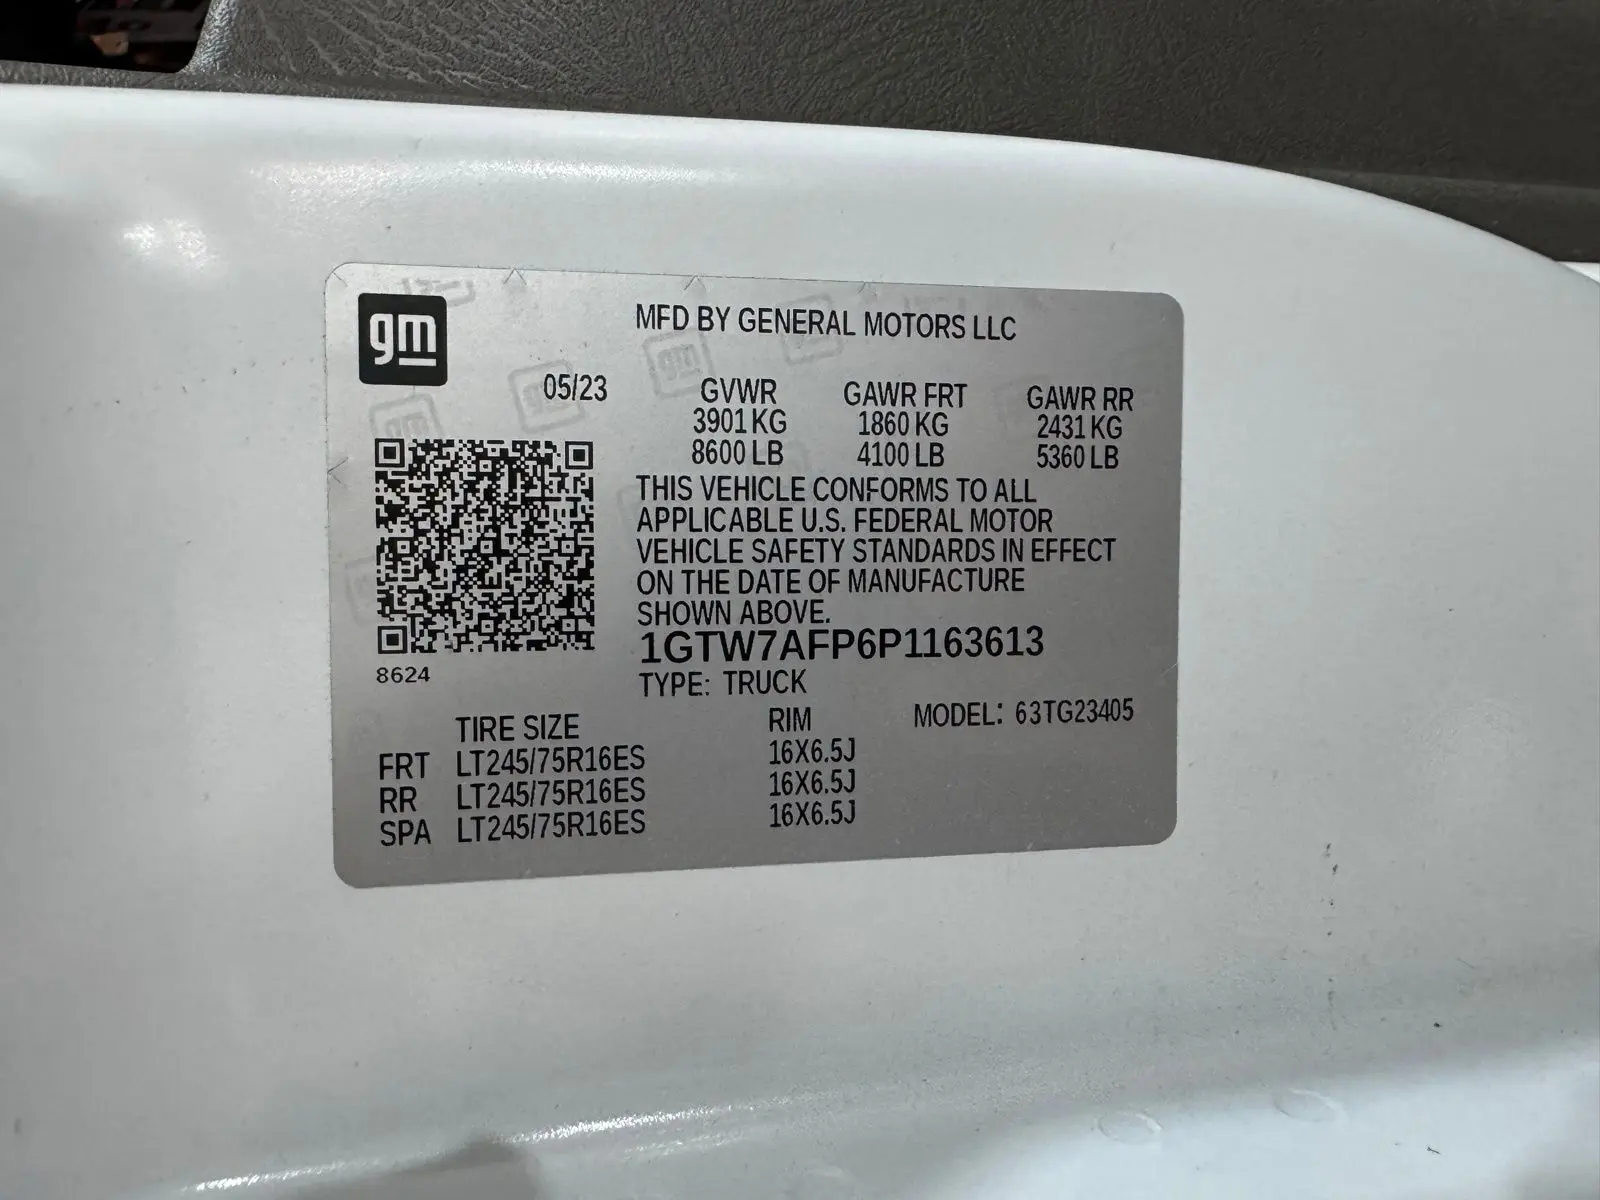 gm
MFD BY GENERAL MOTORS LLC
05/23
GVWR GAWR FRT GAWR RR
3901 KG 1860 KG 2431 KG
8600 LB 4100 LB 5360 LB
THIS VEHICLE CONFORMS TO ALL
APPLICABLE U.S. FEDERAL MOTOR
VEHICLE SAFETY STANDARDS IN EFFECT
ON THE DATE OF MANUFACTURE
SHOWN ABOVE.
1GTW7AFP6P1163613
8624
TYPE: TRUCK
TIRE SIZE RIM MODEL: 63TG23405
FRT LT245/75R16ES 16X6.5J
RR LT245/75R16ES 16X6.5J
SPA LT245/75R16ES 16X6.5J